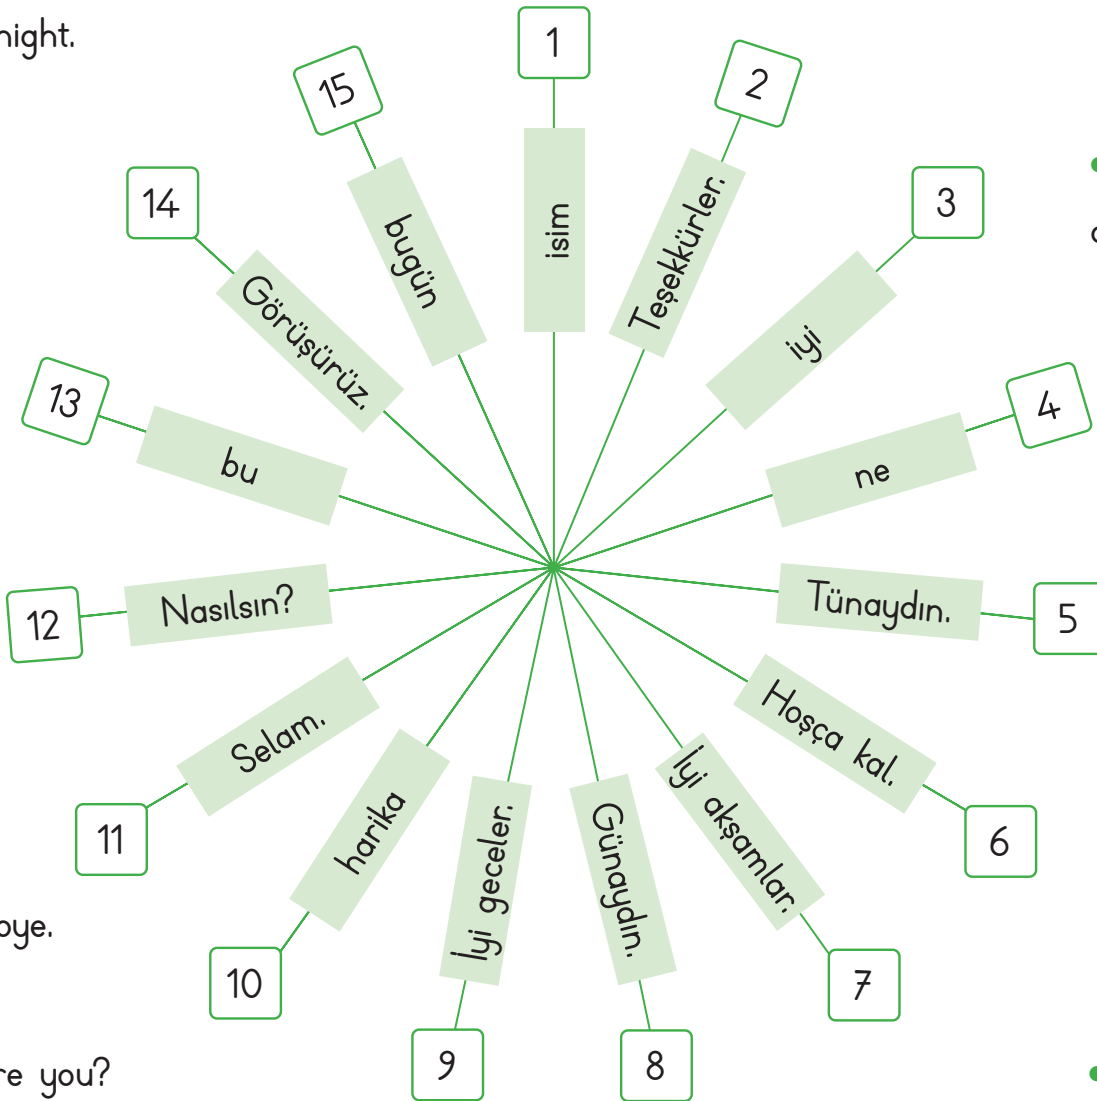 night.
1
isim
2
Teşekkürler.
3
iyi
4
ne
5
Tünaydın.
6
Hoşça kal.
7
İyi akşamlar.
8
Günaydın.
9
İyi geceler.
10
harika
11
Selam.
12
Nasılsın?
13
bu
14
Görüşürüz.
15
bugün
bye.
re you?